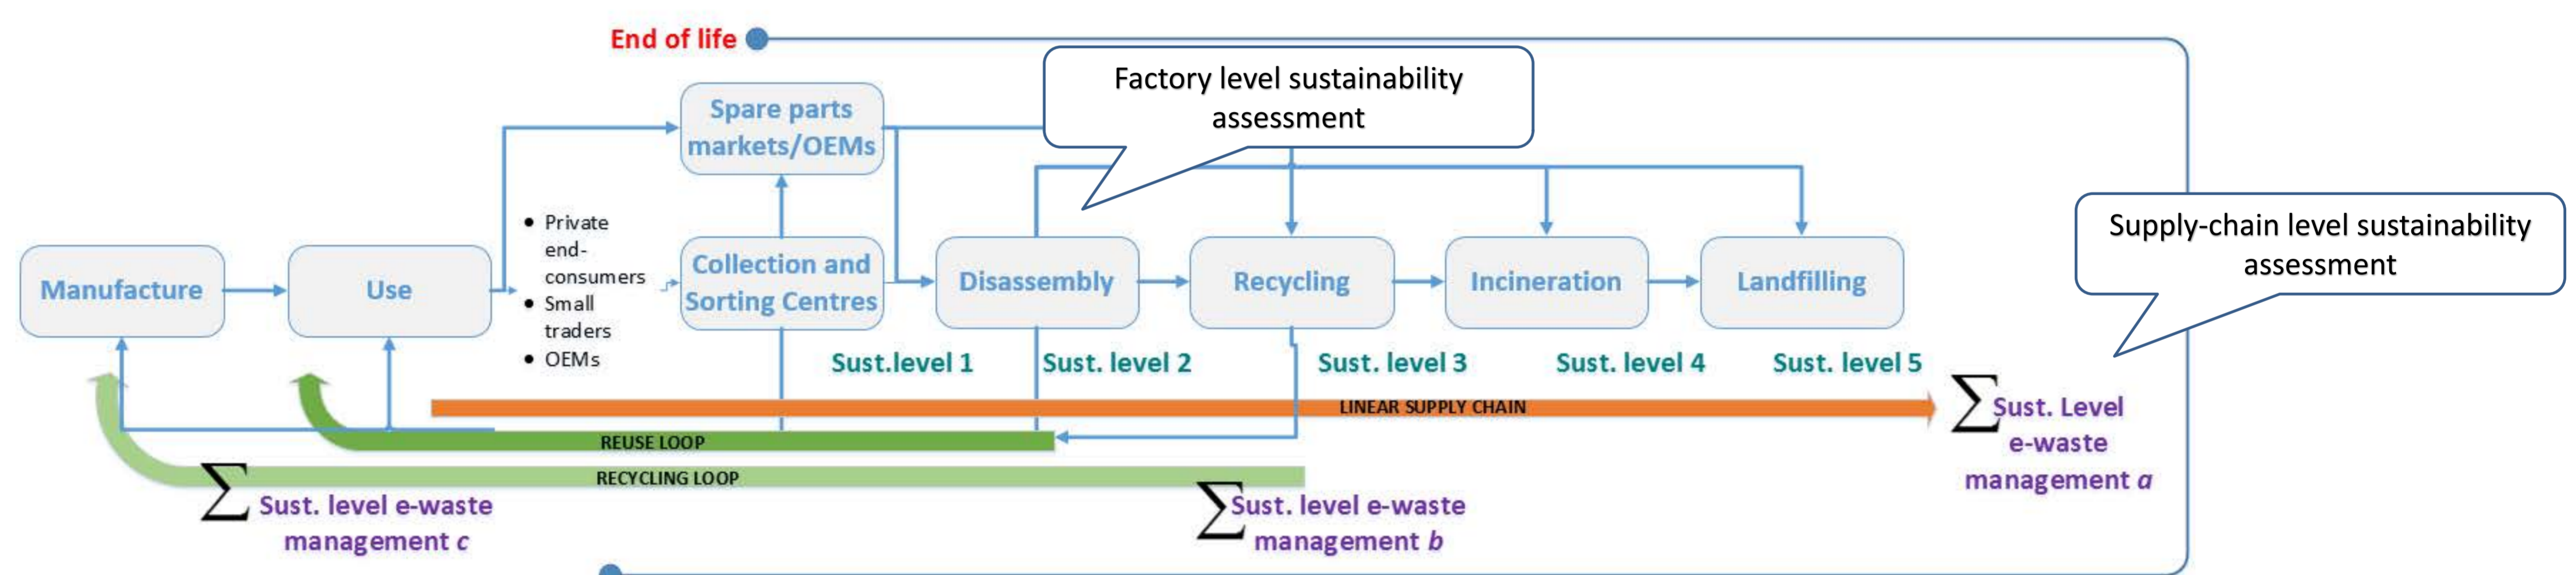 End of life
Factory level sustainability
assessment
Spare parts
markets/OEMs
Supply-chain level sustainability
assessment
Manufacture
Use
• Private
end-
consumers
• Small
traders
• OEMs
Collection and
Sorting Centres
Disassembly
Recycling
Incineration
Landfilling
Sust.level 1
Sust. level 2
Sust. level 3
Sust. level 4
Sust. level 5
LINEAR SUPPLY CHAIN
∑ Sust. Level
e-waste
management a
REUSE LOOP
RECYCLING LOOP
∑ Sust. level e-waste
management c
∑ Sust. level e-waste
management b